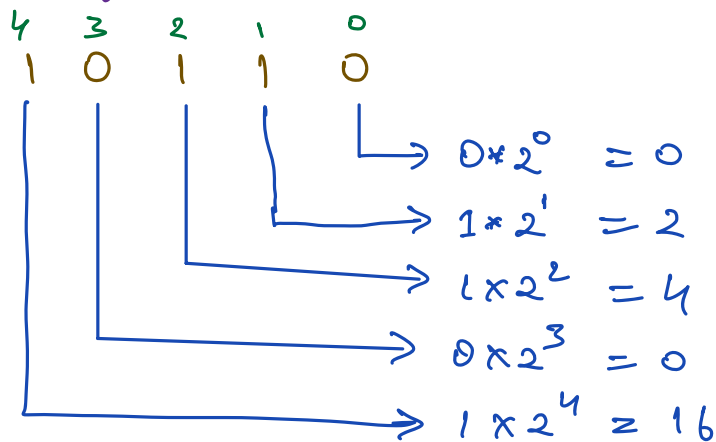 4 3 2 1 0
1 0 1 1 0
0*2⁰ = 0
1*2¹ = 2
1×2² = 4
0×2³ = 0
1×2⁴ = 16